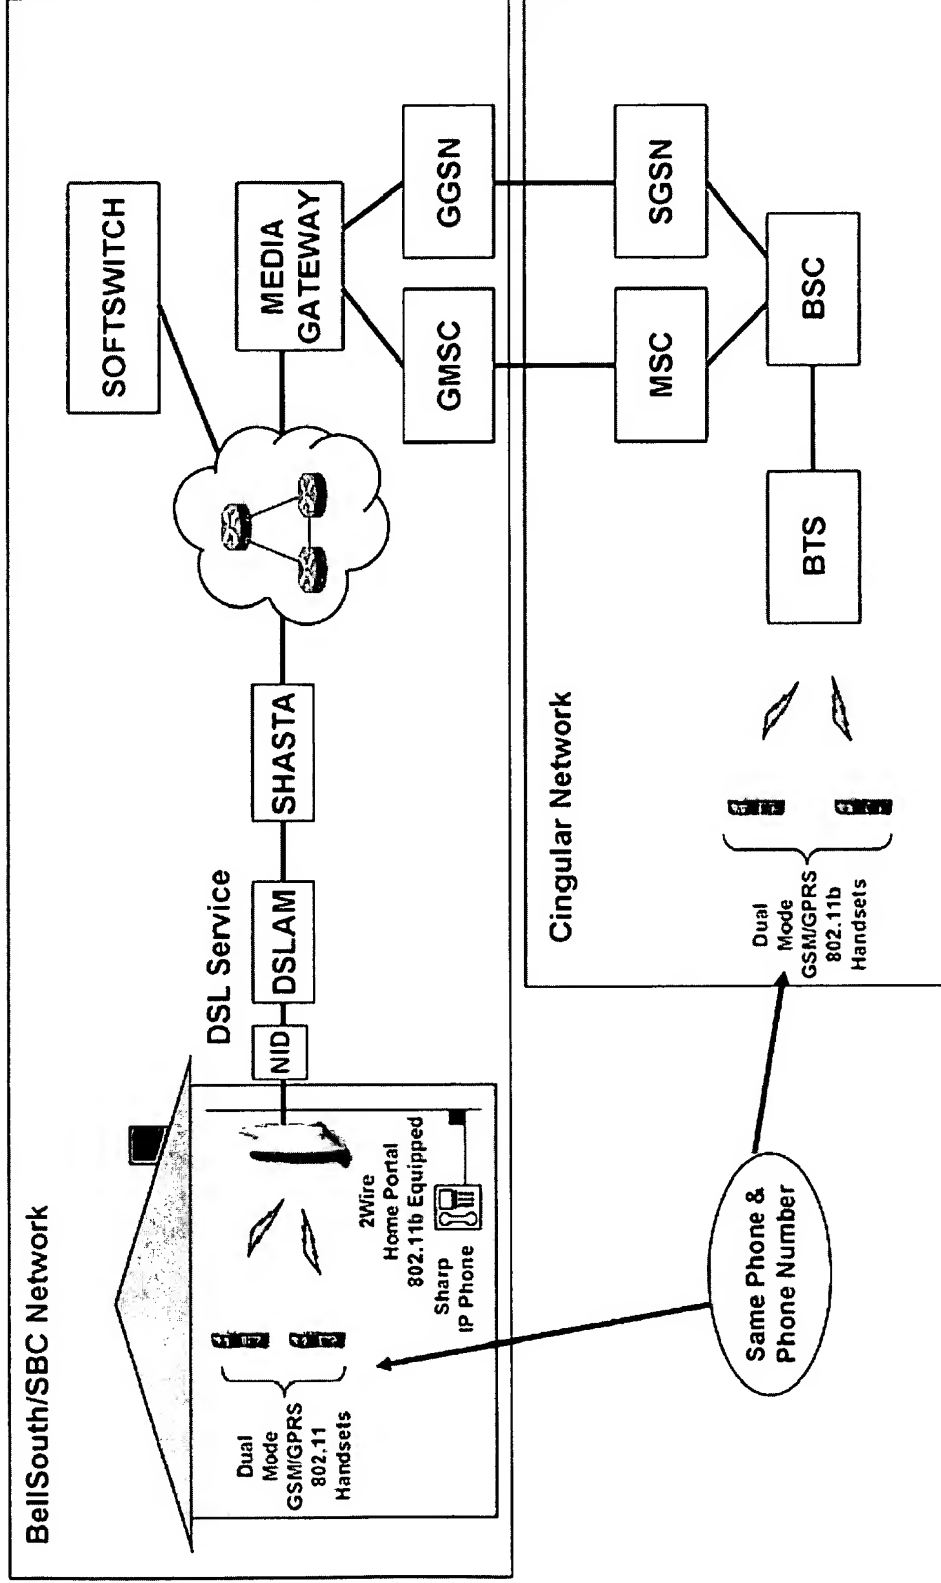 BellSouth/SBC Network
Dual
Mode
GSM/GPRS
802.11
Handsets
2Wire
Home Portal
802.11b Equipped
Sharp
IP Phone
NID
DSL Service
DSLAM
SHASTA
SOFTSWITCH
MEDIA
GATEWAY
GMSC
GGSN
Same Phone &
Phone Number
Cingular Network
Dual
Mode
GSM/GPRS
802.11b
Handsets
MSC
SGSN
BTS
BSC